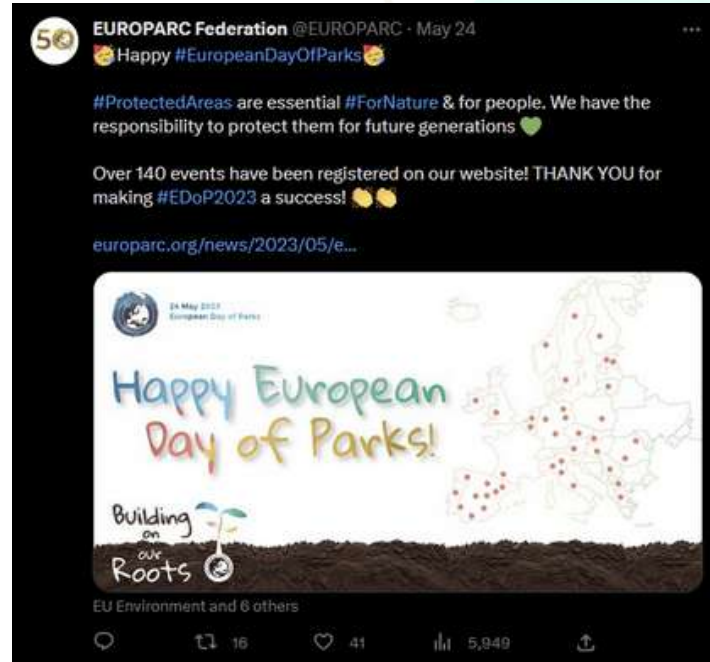 50
EUROPARC Federation @EUROPARC · May 24
🥳Happy #EuropeanDayOfParks🥳
#ProtectedAreas are essential #ForNature & for people. We have the
responsibility to protect them for future generations 💚
Over 140 events have been registered on our website! THANK YOU for
making #EDoP2023 a success! 👏👏
europarc.org/news/2023/05/e...
24 May 2023
European Day of Parks
Happy European
Day of Parks!
Building
on
our
Roots
EU Environment and 6 others
16
41
5,949